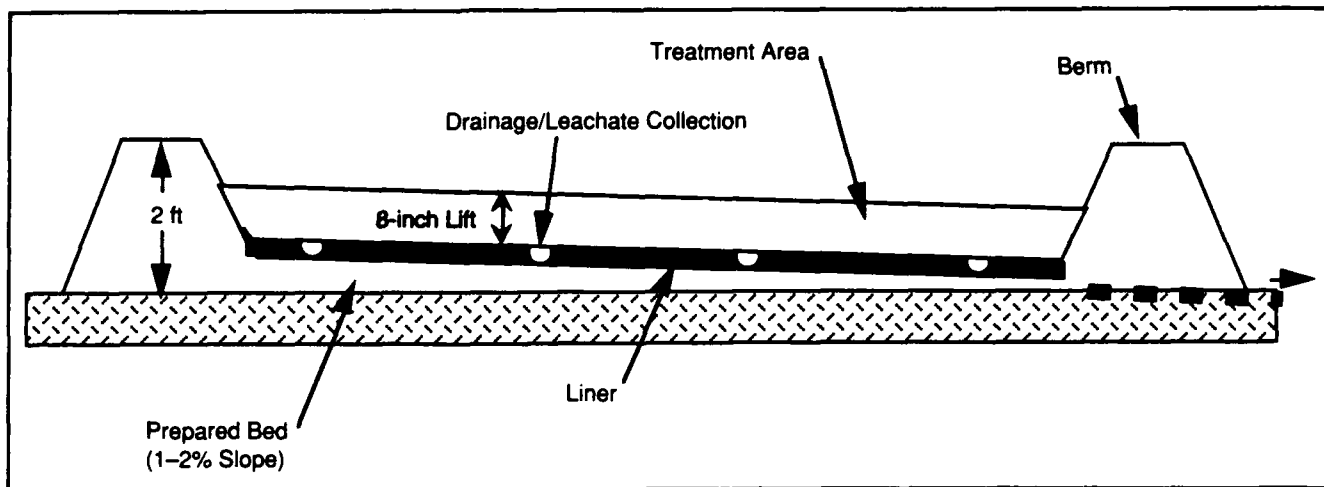 Treatment Area
Berm
Drainage/Leachate Collection
2 ft
8-inch Lift
Liner
Prepared Bed
(1–2% Slope)